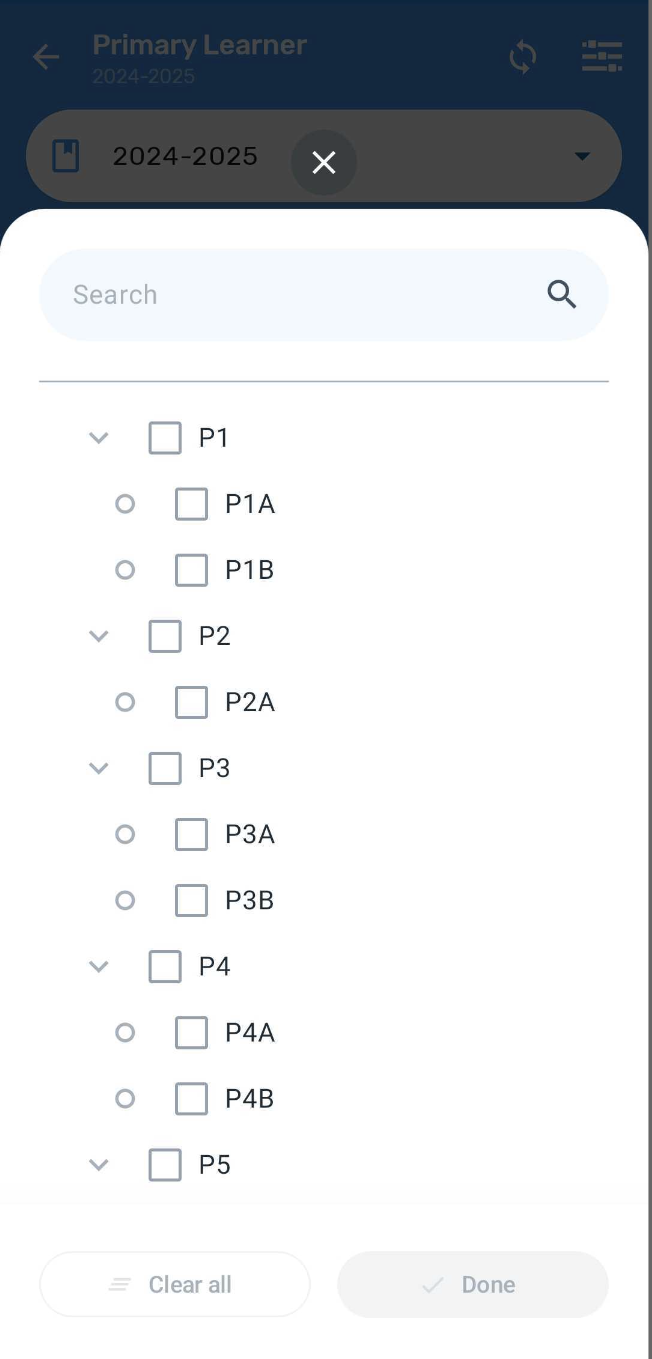 Primary Learner
2024-2025
2024-2025
Search
P1
P1A
P1B
P2
P2A
P3
P3A
P3B
P4
P4A
P4B
P5
Clear all
Done